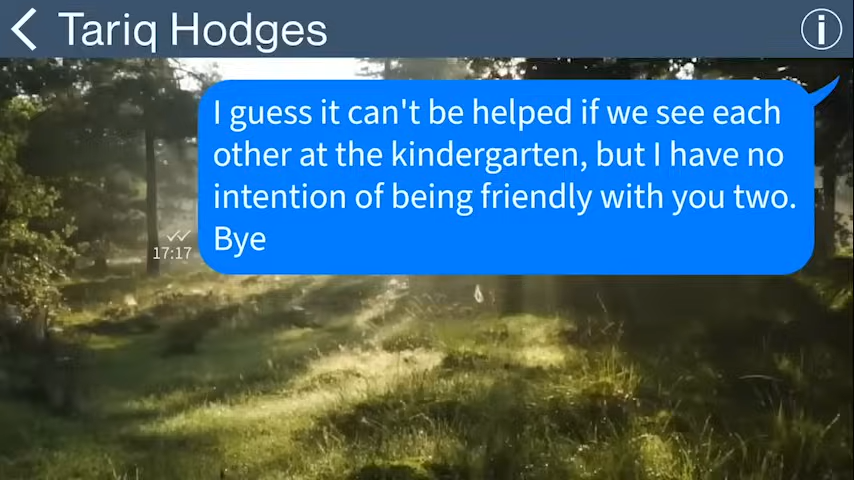 Tariq Hodges
I guess it can't be helped if we see each
other at the kindergarten, but I have no
intention of being friendly with you two.
Bye
17:17